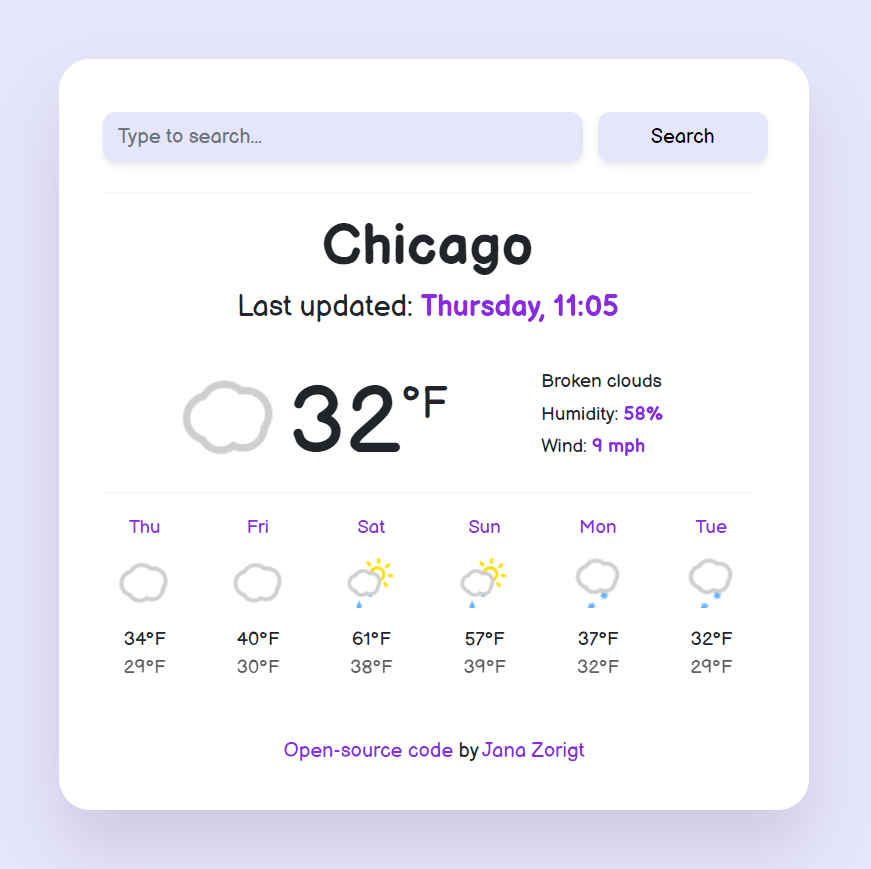 Type to search...
Search
Chicago
Last updated: Thursday, 11:05
32°F
Broken clouds
Humidity: 58%
Wind: 9 mph
Thu Fri Sat Sun Mon Tue
34°F 40°F 61°F 57°F 37°F 32°F
29°F 30°F 38°F 39°F 32°F 29°F
Open-source code by Jana Zorigt